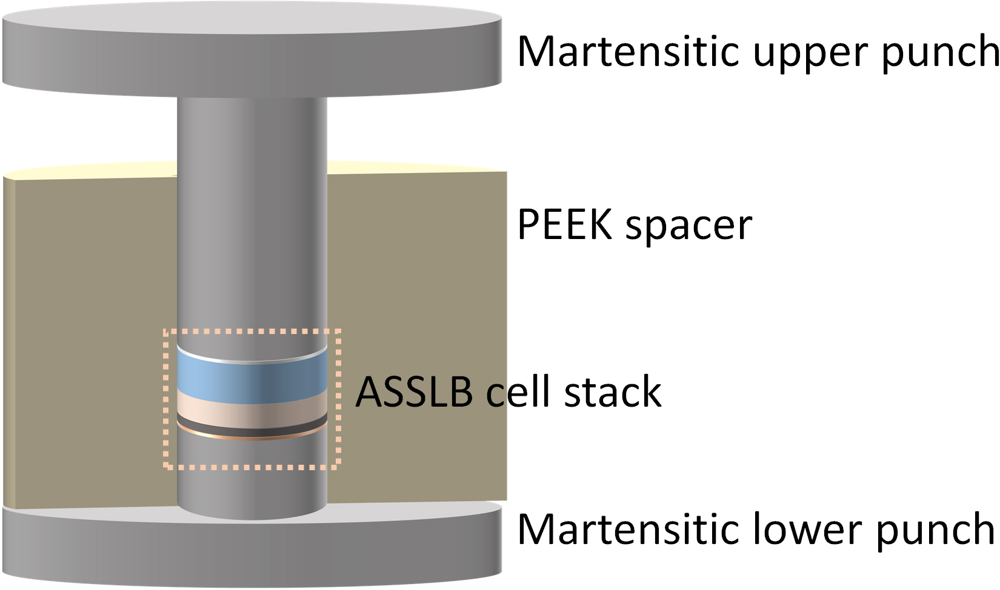 Martensitic upper punch
PEEK spacer
ASSLB cell stack
Martensitic lower punch